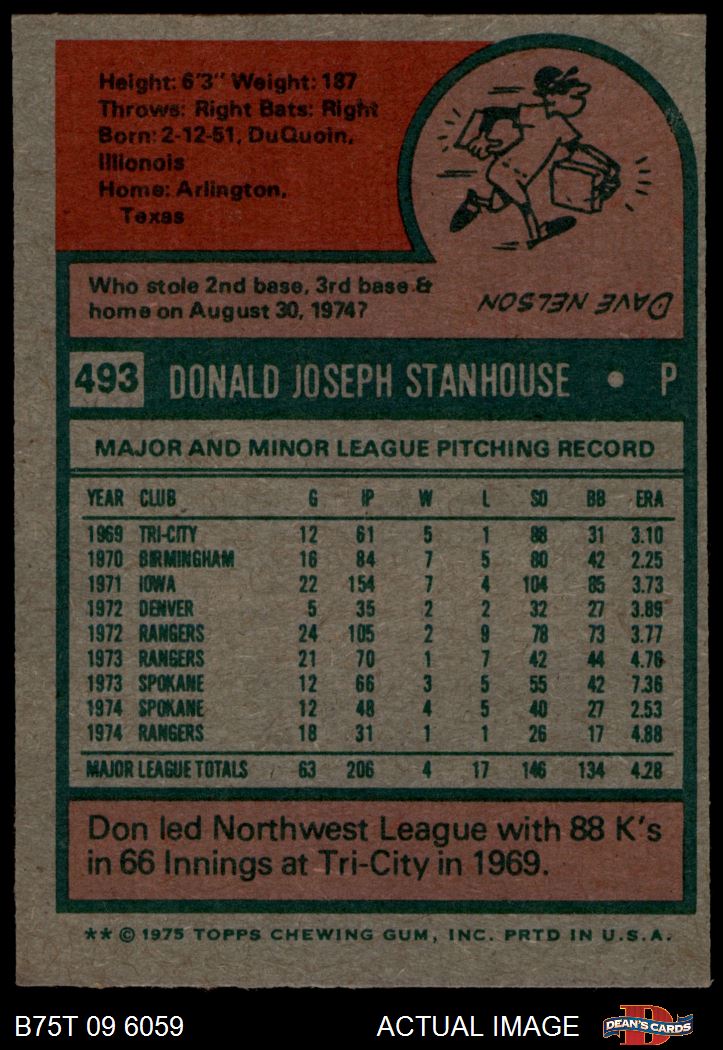 Height: 6'3" Weight: 187
Throws: Right Bats: Right
Born: 2-12-51, DuQuoin,
Illionois
Home: Arlington,
Texas
Who stole 2nd base, 3rd base &
home on August 30, 1974?
DAVE NELSON
493 DONALD JOSEPH STANHOUSE • P
MAJOR AND MINOR LEAGUE PITCHING RECORD
YEAR CLUB G IP W L SO BB ERA
1969 TRI-CITY 12 61 5 1 88 31 3.10
1970 BIRMINGHAM 16 84 7 5 80 42 2.25
1971 IOWA 22 154 7 4 104 85 3.73
1972 DENVER 5 35 2 2 32 27 3.89
1972 RANGERS 24 105 2 9 78 73 3.77
1973 RANGERS 21 70 1 7 42 44 4.76
1973 SPOKANE 12 66 3 5 55 42 7.36
1974 SPOKANE 12 48 4 5 40 27 2.53
1974 RANGERS 18 31 1 1 26 17 4.88
MAJOR LEAGUE TOTALS 63 206 4 17 146 134 4.28
Don led Northwest League with 88 K's
in 66 Innings at Tri-City in 1969.
** © 1975 TOPPS CHEWING GUM, INC. PRTD IN U.S.A.
B75T 09 6059 ACTUAL IMAGE D DEAN'S CARDS